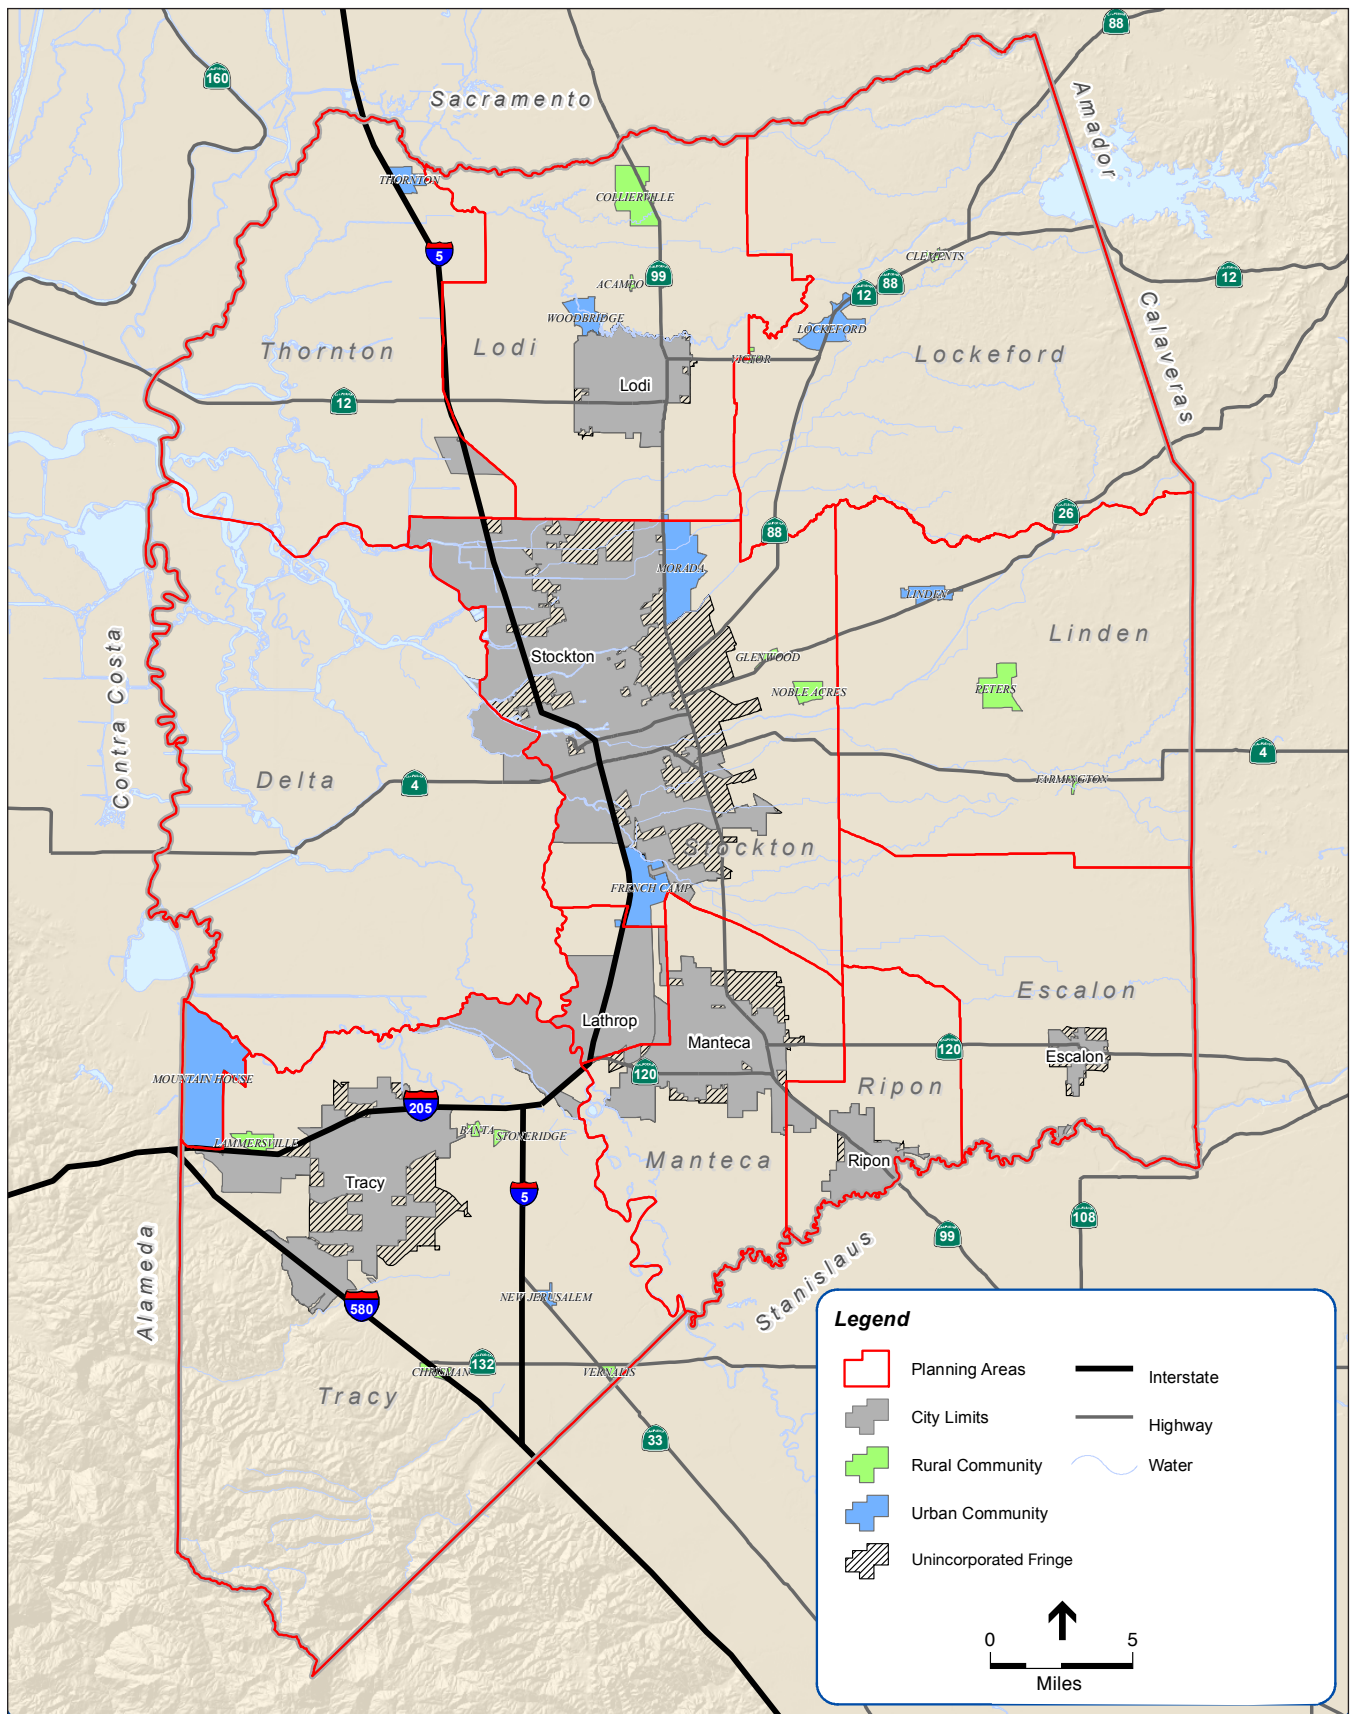 88
160
Sacramento
Amador
THORNTON
COLLIERVILLE
5
99
CLEMENTS
12
88
12
ACAMPO
WOODBRIDGE
LOCKEFORD
Calaveras
Thornton
Lodi
VICTOR
Lockeford
Lodi
12
26
88
MORADA
LINDEN
Contra Costa
Linden
Stockton
GLENWOOD
NOBLE ACRES
PETERS
4
Delta
4
FARMINGTON
Stockton
FRENCH CAMP
Escalon
Lathrop
Manteca
120
Escalon
MOUNTAIN HOUSE
120
Ripon
205
LAMMERSVILLE
BANTA
STONERIDGE
Manteca
Ripon
Tracy
5
108
99
Alameda
Stanislaus
NEW JERUSALEM
580
CHRISMAN
132
VERNALIS
Tracy
33
Legend
Planning Areas
Interstate
City Limits
Highway
Rural Community
Water
Urban Community
Unincorporated Fringe
0 5
Miles